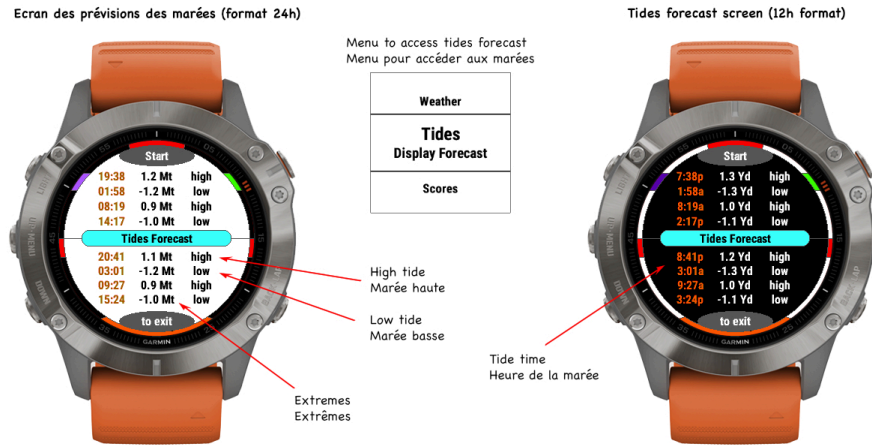 Ecran des prévisions des marées (format 24h)
Tides forecast screen (12h format)
Menu to access tides forecast
Menu pour accéder aux marées
Weather
Tides
Display Forecast
Scores
Start
19:38 1.2 Mt high
01:58 -1.2 Mt low
08:19 0.9 Mt high
14:17 -1.0 Mt low
Tides Forecast
20:41 1.1 Mt high
03:01 -1.2 Mt low
09:27 0.9 Mt high
15:24 -1.0 Mt low
to exit
GARMIN
Start
7:38p 1.3 Yd high
1:58a -1.3 Yd low
8:19a 1.0 Yd high
2:17p -1.1 Yd low
Tides Forecast
8:41p 1.2 Yd high
3:01a -1.3 Yd low
9:27a 1.0 Yd high
3:24p -1.1 Yd low
to exit
GARMIN
High tide
Marée haute
Low tide
Marée basse
Tide time
Heure de la marée
Extremes
Extrêmes